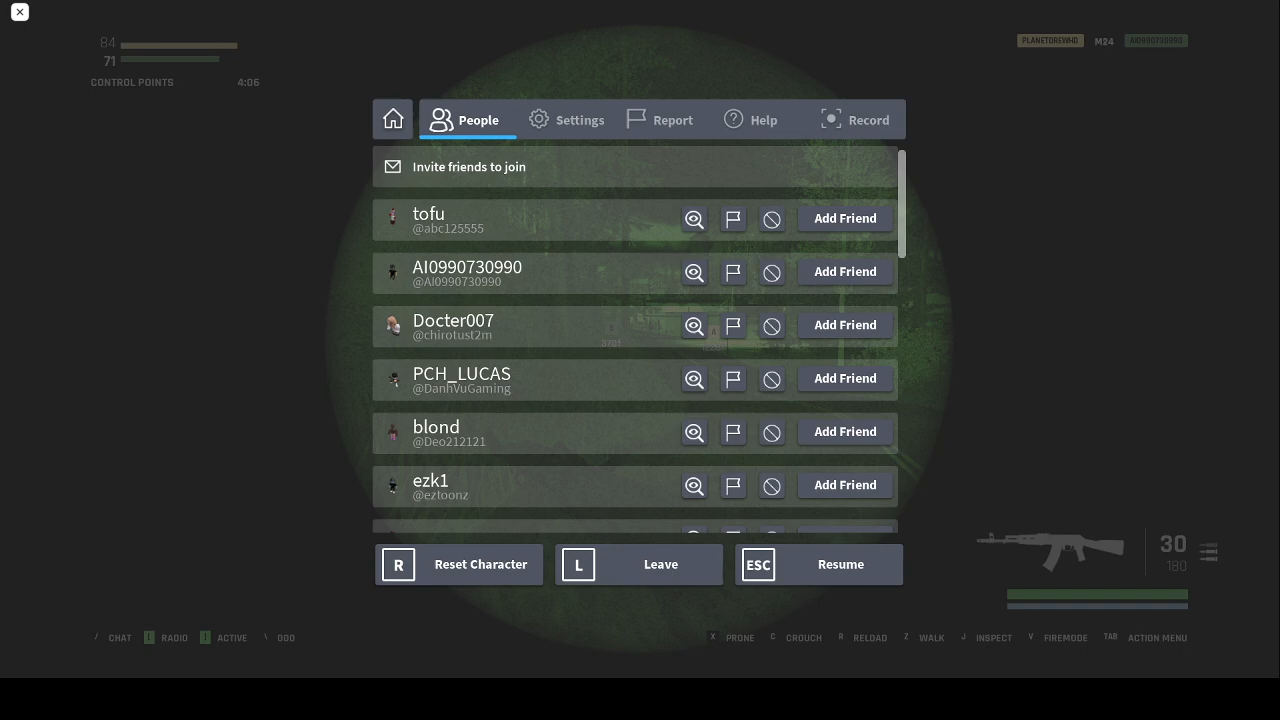 84
71
CONTROL POINTS 4:06
PLANETDREWHD M24 AI0990730990
People Settings Report Help Record
Invite friends to join
tofu
@abc125555
Add Friend
AI0990730990
@AI0990730990
Add Friend
Docter007
@chirotust2m
Add Friend
PCH_LUCAS
@DanhVuGaming
Add Friend
blond
@Deo212121
Add Friend
ezk1
@eztoonz
Add Friend
R Reset Character L Leave ESC Resume
30
180
/ CHAT [ RADIO ] ACTIVE \ ODD
X PRONE C CROUCH R RELOAD Z WALK J INSPECT V FIREMODE TAB ACTION MENU